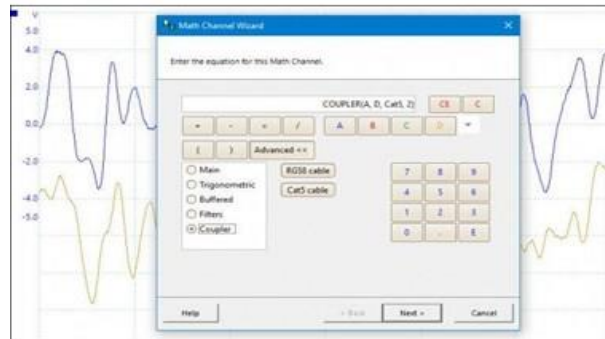 V
5.0
4.0
2.0
0.0
-2.0
-4.0
-5.0
Math Channel Wizard
Enter the equation for this Math Channel.
COUPLER(A, D, Cat5, 2)
CE C
+ - × / A B C D
( ) Advanced <<
Main
Trigonometric
Buffered
Filters
Coupler
RG58 cable
Cat5 cable
7 8 9
4 5 6
1 2 3
0 . E
Help
< Back
Next >
Cancel